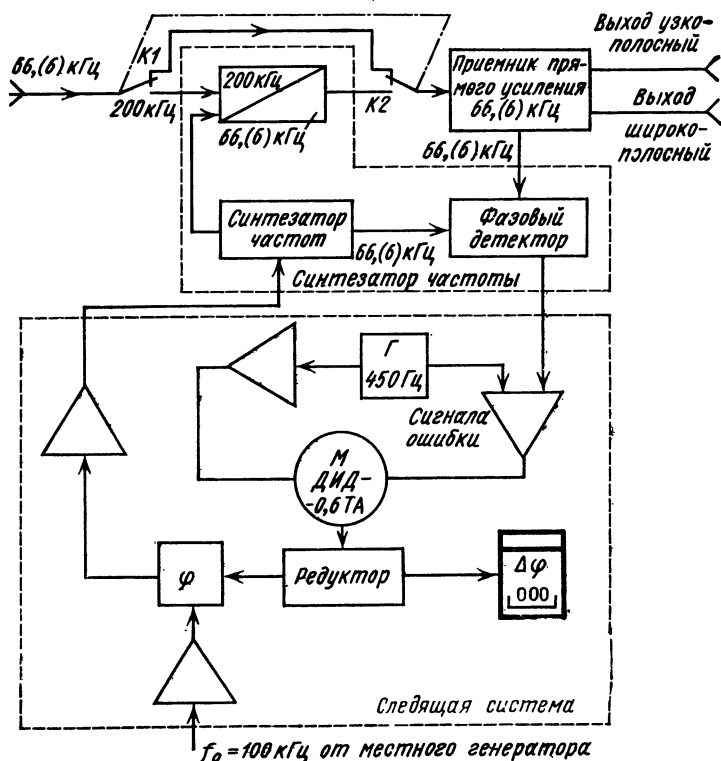 66,(6) кГц
К1
200 кГц
200 кГц
66,(6) кГц
К2
Приемник пря-
мого усиления
66,(6) кГц
Выход узко-
полосный
Выход
широко-
полосный
66,(6) кГц
Синтезатор
частот
66,(6) кГц
Фазовый
детектор
Синтезатор частоты
Г
450 Гц
Сигнала
ошибки
М
ДИД-
-0,6 ТА
φ
Редуктор
Δφ
000
Следящая система
f₀ = 100 кГц от местного генератора